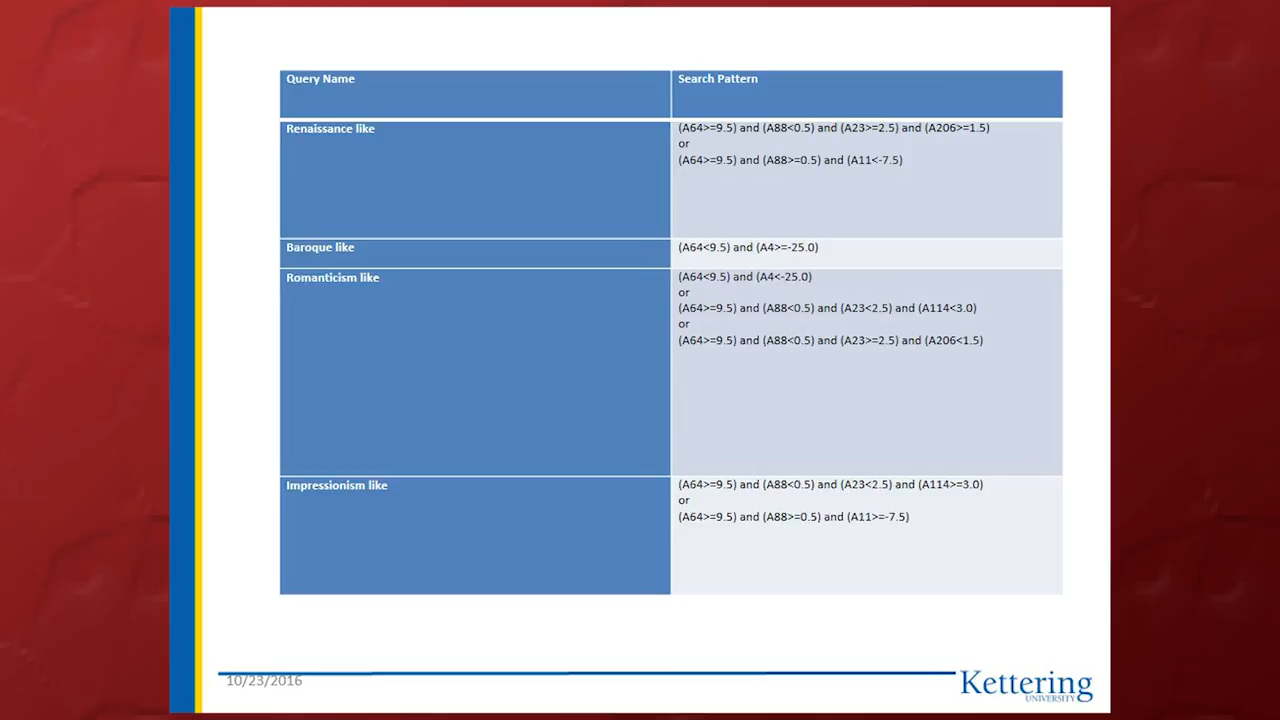 Query Name
Search Pattern
Renaissance like
(A64>=9.5) and (A88<0.5) and (A23>=2.5) and (A206>=1.5)
or
(A64>=9.5) and (A88>=0.5) and (A11<-7.5)
Baroque like
(A64<9.5) and (A4>=-25.0)
Romanticism like
(A64<9.5) and (A4<-25.0)
or
(A64>=9.5) and (A88<0.5) and (A23<2.5) and (A114<3.0)
or
(A64>=9.5) and (A88<0.5) and (A23>=2.5) and (A206<1.5)
Impressionism like
(A64>=9.5) and (A88<0.5) and (A23<2.5) and (A114>=3.0)
or
(A64>=9.5) and (A88>=0.5) and (A11>=-7.5)
10/23/2016
Kettering
UNIVERSITY